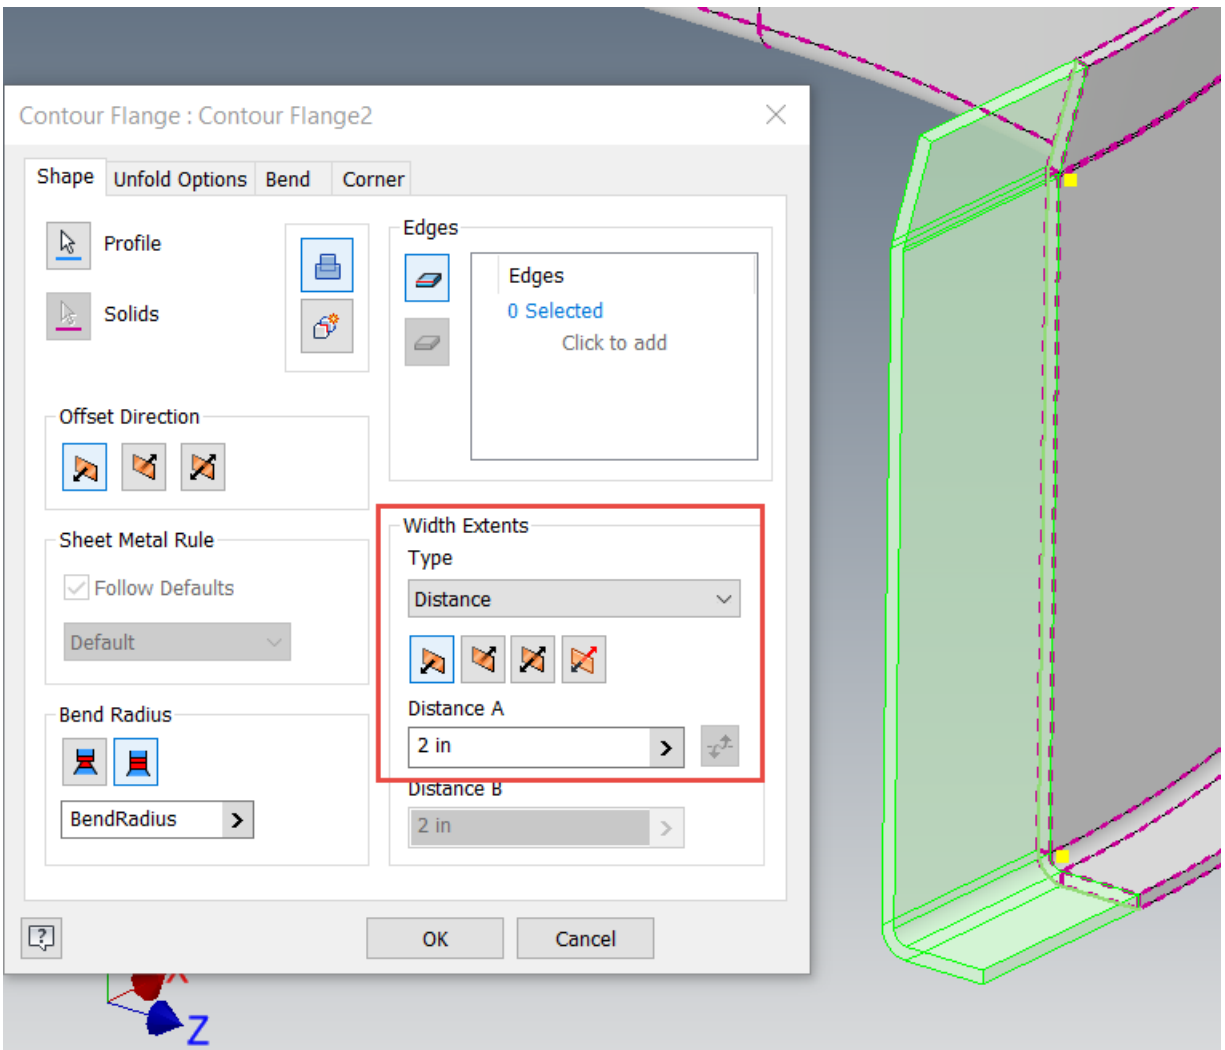 Contour Flange : Contour Flange2
Shape
Unfold Options
Bend
Corner
Profile
Solids
Edges
Edges
0 Selected
Click to add
Offset Direction
Sheet Metal Rule
Follow Defaults
Default
Width Extents
Type
Distance
Distance A
2 in
Bend Radius
BendRadius
Distance B
2 in
OK
Cancel
X
Z